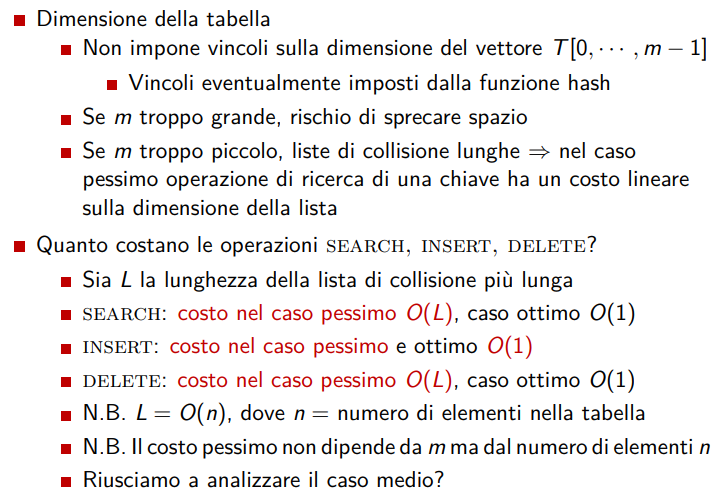 Dimensione della tabella
Non impone vincoli sulla dimensione del vettore T[0, · · · , m − 1]
Vincoli eventualmente imposti dalla funzione hash
Se m troppo grande, rischio di sprecare spazio
Se m troppo piccolo, liste di collisione lunghe ⇒ nel caso
pessimo operazione di ricerca di una chiave ha un costo lineare
sulla dimensione della lista
Quanto costano le operazioni SEARCH, INSERT, DELETE?
Sia L la lunghezza della lista di collisione più lunga
SEARCH: costo nel caso pessimo O(L), caso ottimo O(1)
INSERT: costo nel caso pessimo e ottimo O(1)
DELETE: costo nel caso pessimo O(L), caso ottimo O(1)
N.B. L = O(n), dove n = numero di elementi nella tabella
N.B. Il costo pessimo non dipende da m ma dal numero di elementi n
Riusciamo a analizzare il caso medio?